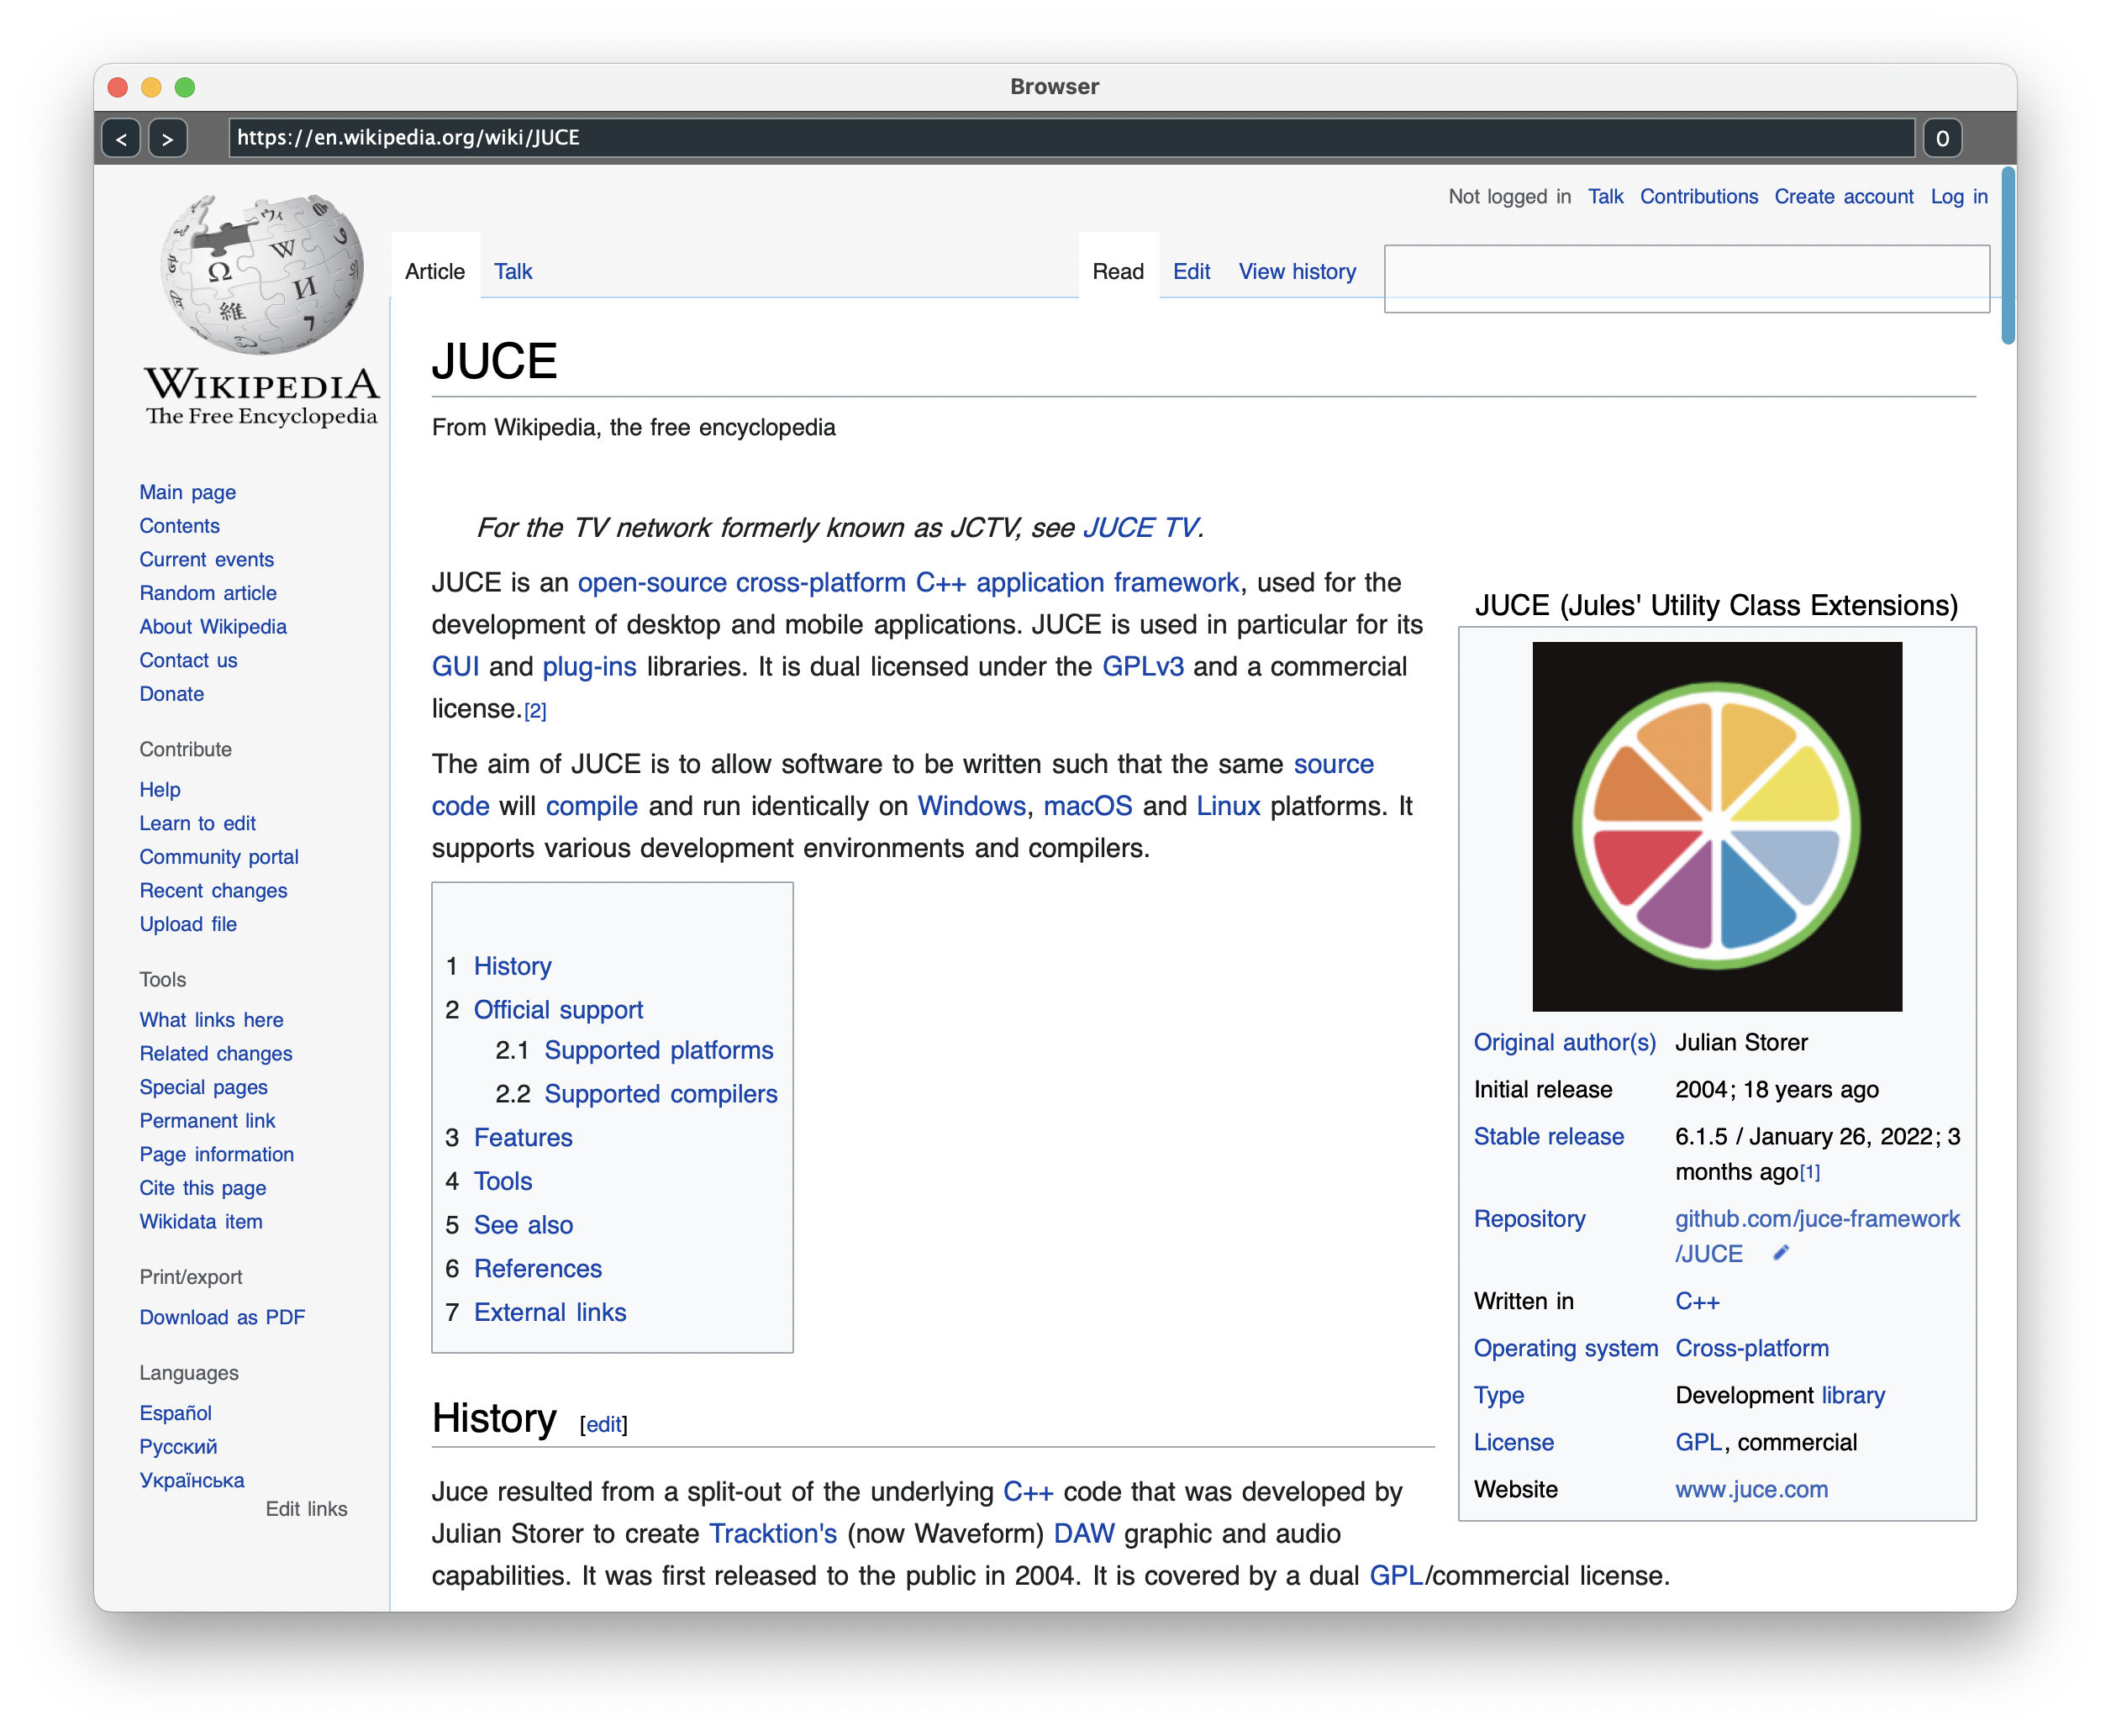 Browser
<
>
https://en.wikipedia.org/wiki/JUCE
O
Not logged in Talk Contributions Create account Log in
Article Talk
Read Edit View history
Ω
W
И
維
WIKIPEDIA
The Free Encyclopedia
Main page
Contents
Current events
Random article
About Wikipedia
Contact us
Donate
Contribute
Help
Learn to edit
Community portal
Recent changes
Upload file
Tools
What links here
Related changes
Special pages
Permanent link
Page information
Cite this page
Wikidata item
Print/export
Download as PDF
Languages
Español
Русский
Українська
Edit links
JUCE
From Wikipedia, the free encyclopedia
For the TV network formerly known as JCTV, see JUCE TV.
JUCE is an open-source cross-platform C++ application framework, used for the
development of desktop and mobile applications. JUCE is used in particular for its
GUI and plug-ins libraries. It is dual licensed under the GPLv3 and a commercial
license.[2]
The aim of JUCE is to allow software to be written such that the same source
code will compile and run identically on Windows, macOS and Linux platforms. It
supports various development environments and compilers.
1 History
2 Official support
2.1 Supported platforms
2.2 Supported compilers
3 Features
4 Tools
5 See also
6 References
7 External links
JUCE (Jules' Utility Class Extensions)
Original author(s) Julian Storer
Initial release 2004; 18 years ago
Stable release 6.1.5 / January 26, 2022; 3
months ago[1]
Repository github.com/juce-framework
/JUCE
Written in C++
Operating system Cross-platform
Type Development library
License GPL, commercial
Website www.juce.com
History [edit]
Juce resulted from a split-out of the underlying C++ code that was developed by
Julian Storer to create Tracktion's (now Waveform) DAW graphic and audio
capabilities. It was first released to the public in 2004. It is covered by a dual GPL/commercial license.